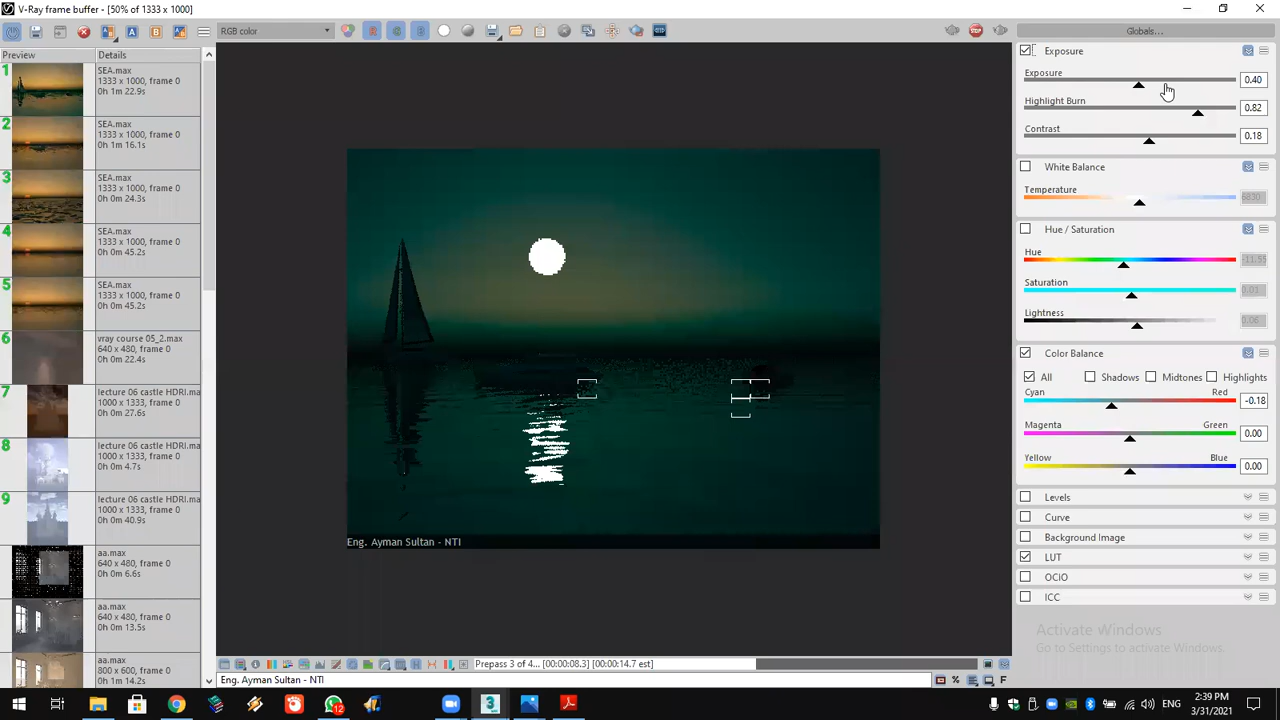 V-Ray frame buffer - [50% of 1333 x 1000]
RGB color
Globals...
Preview
Details
1
SEA.max
1333 x 1000, frame 0
0h 1m 22.9s
2
SEA.max
1333 x 1000, frame 0
0h 1m 16.1s
3
SEA.max
1333 x 1000, frame 0
0h 0m 24.3s
4
SEA.max
1333 x 1000, frame 0
0h 0m 45.2s
5
SEA.max
1333 x 1000, frame 0
0h 0m 45.2s
6
vray course 05_2.max
640 x 480, frame 0
0h 0m 22.4s
7
lecture 06 castle HDRI.ma
1000 x 1333, frame 0
0h 0m 27.6s
8
lecture 06 castle HDRI.ma
1000 x 1333, frame 0
0h 0m 4.7s
9
lecture 06 castle HDRI.ma
1000 x 1333, frame 0
0h 0m 40.9s
aa.max
640 x 480, frame 0
0h 0m 6.6s
aa.max
640 x 480, frame 0
0h 0m 13.5s
aa.max
800 x 600, frame 0
0h 0m 14.2s
Eng. Ayman Sultan - NTI
Prepass 3 of 4... [00:00:08.3] [00:00:14.7 est]
Eng. Ayman Sultan - NTI
%
F
Exposure
Exposure
0.40
Highlight Burn
0.82
Contrast
0.18
White Balance
Temperature
Hue / Saturation
Hue
-11.55
Saturation
0.01
Lightness
0.06
Color Balance
All
Shadows
Midtones
Highlights
Cyan
Red
-0.18
Magenta
Green
0.00
Yellow
Blue
0.00
Levels
Curve
Background Image
LUT
OCIO
ICC
Activate Windows
Go to Settings to activate Windows.
12
3
2:39 PM
3/31/2021